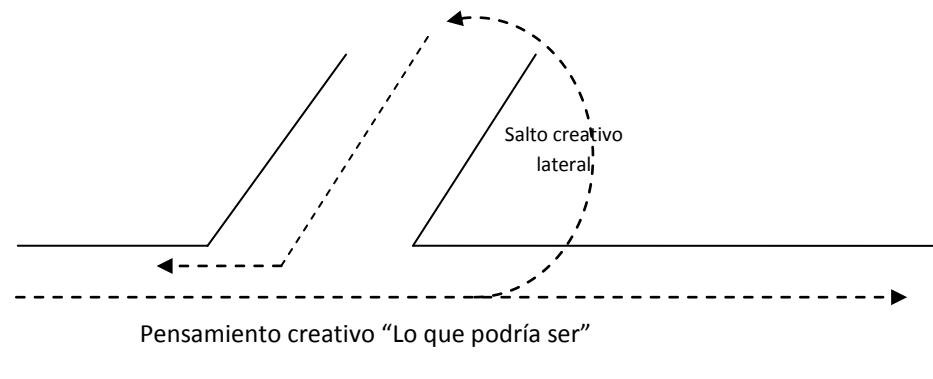 Salto creativo
lateral
Pensamiento creativo “Lo que podría ser”